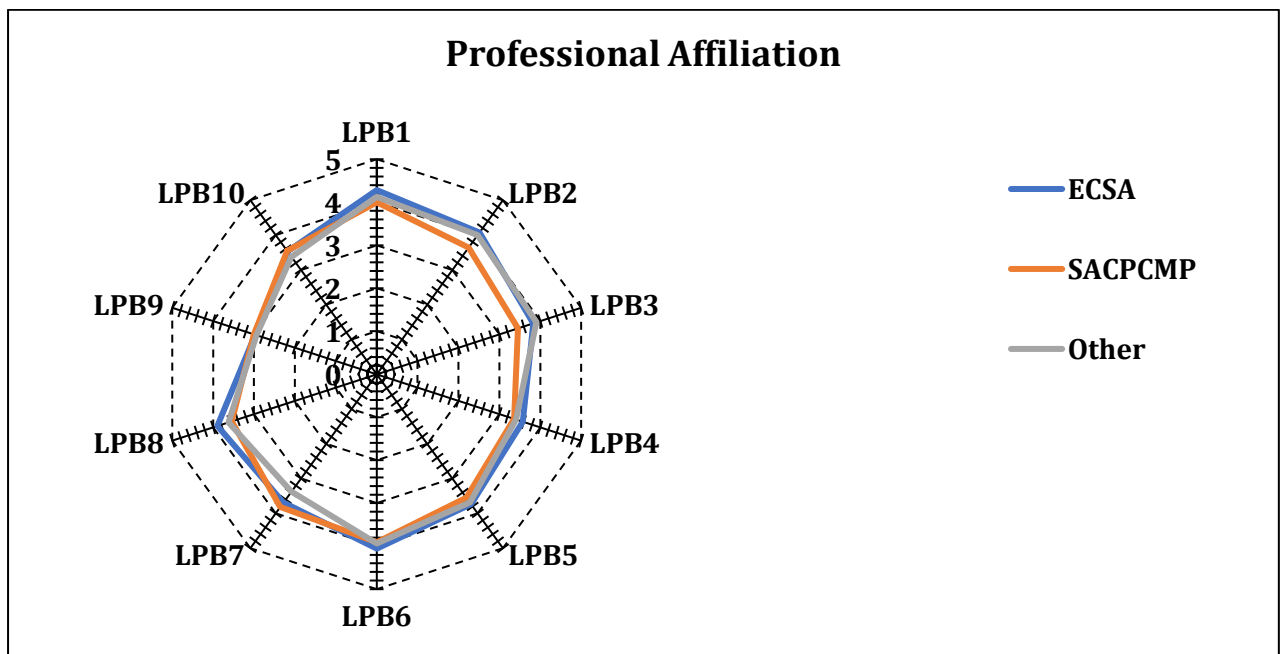 Professional Affiliation
LPB1
LPB2
LPB3
LPB4
LPB5
LPB6
LPB7
LPB8
LPB9
LPB10
5
4
3
2
1
0
ECSA
SACPCMP
Other